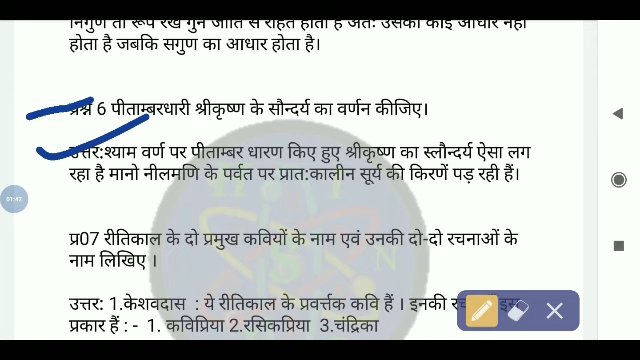 निर्गुण तो रूप रेख गुन जाति से रहित होता है अतः उसका कोई आधार नहीं
होता है जबकि सगुण का आधार होता है।
प्रश्न 6 पीताम्बरधारी श्रीकृष्ण के सौन्दर्य का वर्णन कीजिए।
उत्तर:श्याम वर्ण पर पीताम्बर धारण किए हुए श्रीकृष्ण का स्लौन्दर्य ऐसा लग
रहा है मानो नीलमणि के पर्वत पर प्रात:कालीन सूर्य की किरणें पड़ रही हैं।
01:43
प्र07 रीतिकाल के दो प्रमुख कवियों के नाम एवं उनकी दो-दो रचनाओं के
नाम लिखिए ।
उत्तर: 1.केशवदास : ये रीतिकाल के प्रवर्त्तक कवि हैं । इनकी
प्रकार हैं : - 1. कविप्रिया 2.रसिकप्रिया 3.चंद्रिका